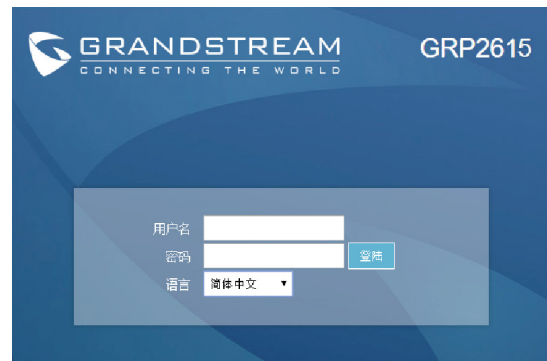 GRANDSTREAM
CONNECTING THE WORLD
GRP2615
用户名
密码
登陆
语言
简体中文